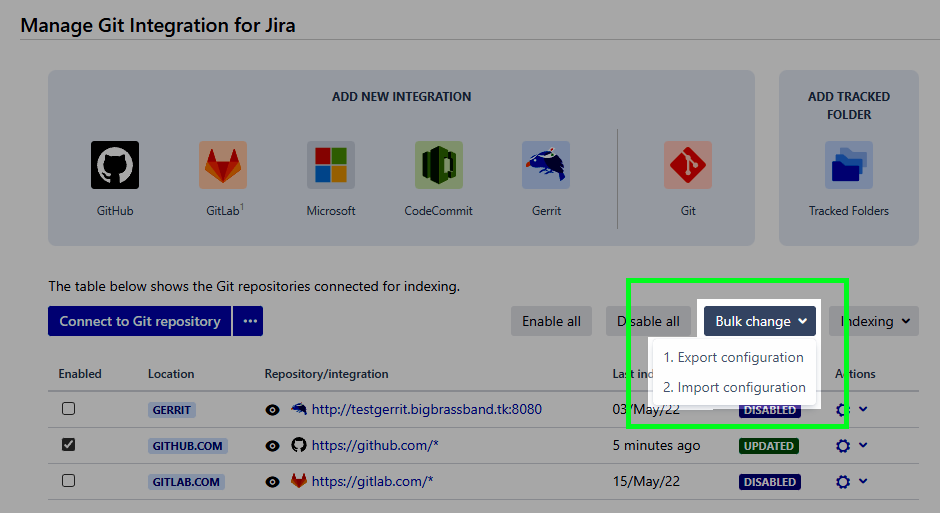 Manage Git Integration for Jira
ADD NEW INTEGRATION
GitHub
GitLab1
Microsoft
CodeCommit
Gerrit
Git
ADD TRACKED
FOLDER
Tracked Folders
The table below shows the Git repositories connected for indexing.
Connect to Git repository
Enable all
Disable all
Bulk change
Indexing
1. Export configuration
2. Import configuration
Enabled Location Repository/integration Last Actions
GERRIT http://testgerrit.bigbrassband.tk:8080 03/May/22 DISABLED
GITHUB.COM https://github.com/* 5 minutes ago UPDATED
GITLAB.COM https://gitlab.com/* 15/May/22 DISABLED